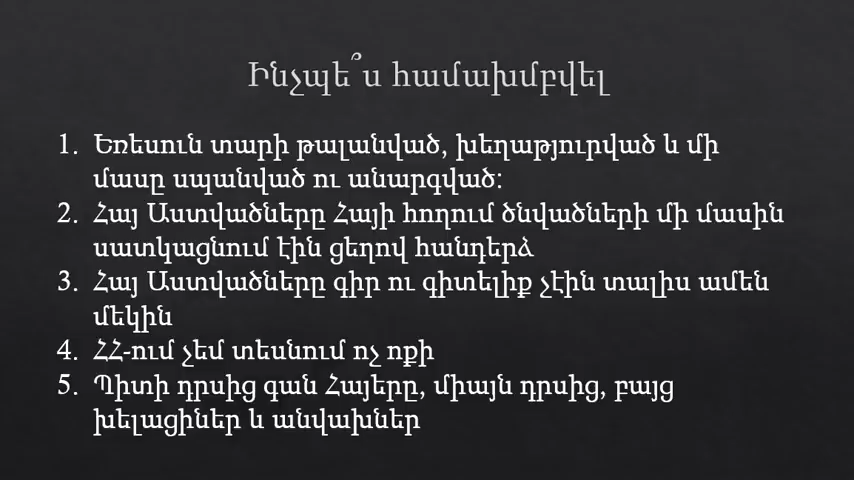 Ինչպե՞ս համախմբվել
1. Եռեսուն տարի թալանված, խեղաթյուրված և մի
մասը սպանված ու անարգված:
2. Հայ Աստվածները Հայի հողում ծնվածների մի մասին
սատկացնում էին ցեղով հանդերձ
3. Հայ Աստվածները գիր ու գիտելիք չէին տալիս ամեն
մեկին
4. ՀՀ-ում չեմ տեսնում ոչ ոքի
5. Պիտի դրսից գան Հայերը, միայն դրսից, բայց
խելացիներ և անվախներ